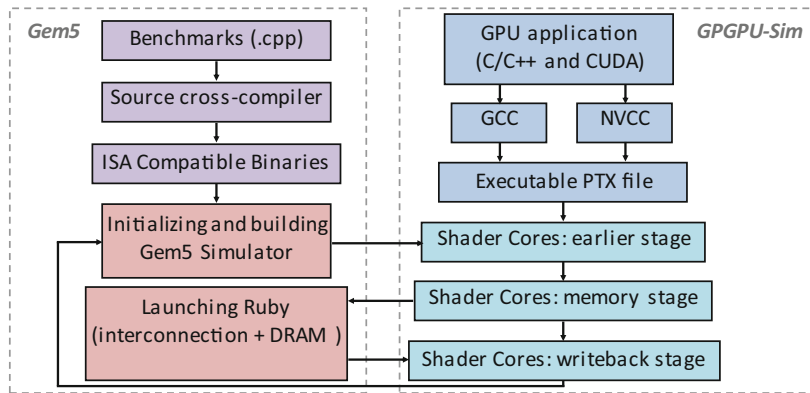 Gem5
Benchmarks (.cpp)
Source cross-compiler
ISA Compatible Binaries
Initializing and building
Gem5 Simulator
Launching Ruby
(interconnection + DRAM )
GPGPU-Sim
GPU application
(C/C++ and CUDA)
GCC
NVCC
Executable PTX file
Shader Cores: earlier stage
Shader Cores: memory stage
Shader Cores: writeback stage